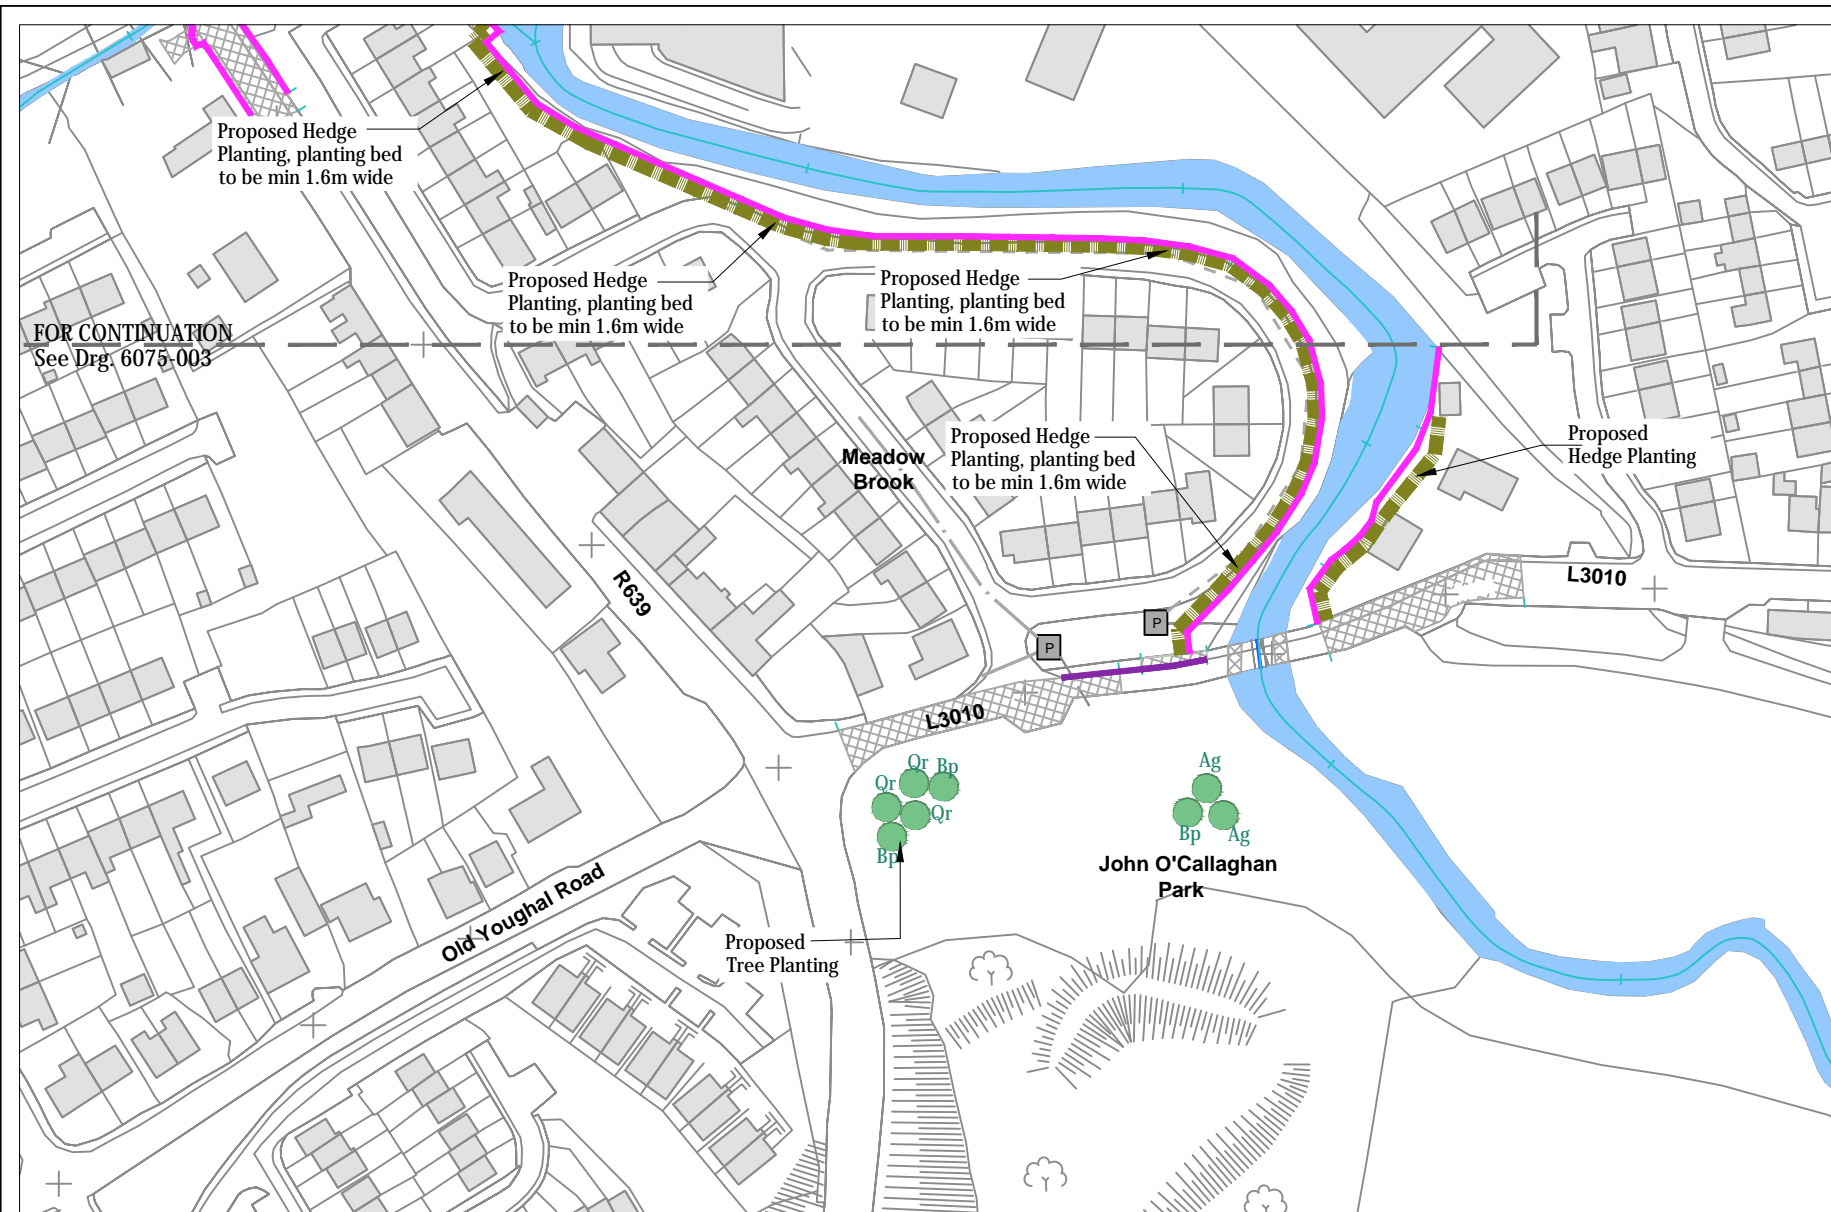 Proposed Hedge
Planting, planting bed
to be min 1.6m wide
Proposed Hedge
Planting, planting bed
to be min 1.6m wide
Proposed Hedge
Planting, planting bed
to be min 1.6m wide
FOR CONTINUATION
See Drg. 6075-003
Proposed Hedge
Planting, planting bed
to be min 1.6m wide
Proposed
Hedge Planting
Meadow
Brook
R639
L3010
P
P
L3010
Qr
Bp
Qr
Qr
Bp
Ag
Bp
Ag
John O'Callaghan
Park
Old Youghal Road
Proposed
Tree Planting